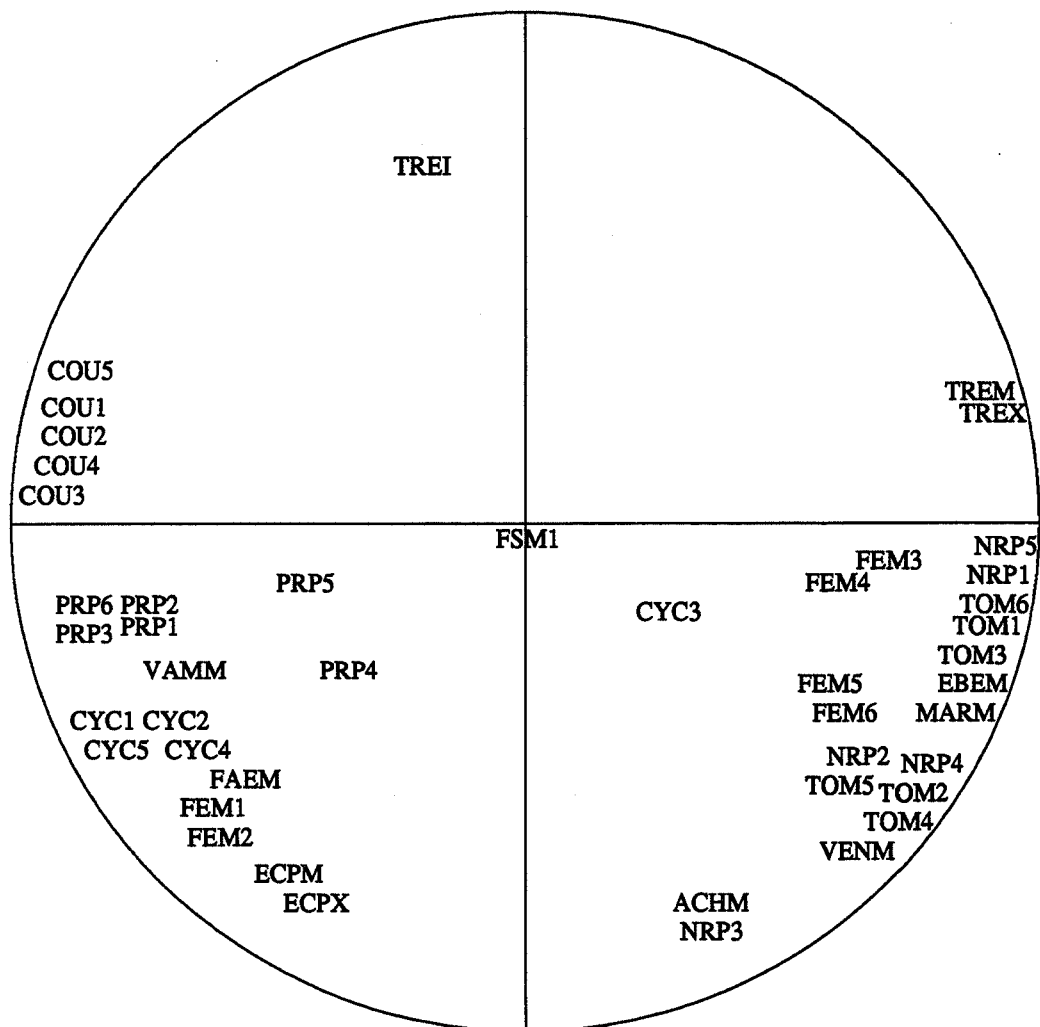 TREI
COU5
TREM
COU1
TREX
COU2
COU4
COU3
FSM1
NRP5
FEM3
NRP1
PRP5
FEM4
PRP6 PRP2
TOM6
CYC3
PRP3 PRP1
TOM1
TOM3
VAMM
PRP4
FEM5
EBEM
FEM6
MARM
CYC1 CYC2
CYC5 CYC4
NRP2
NRP4
FAEM
TOM5
TOM2
FEM1
TOM4
FEM2
VENM
ECPM
ECPX
ACHM
NRP3